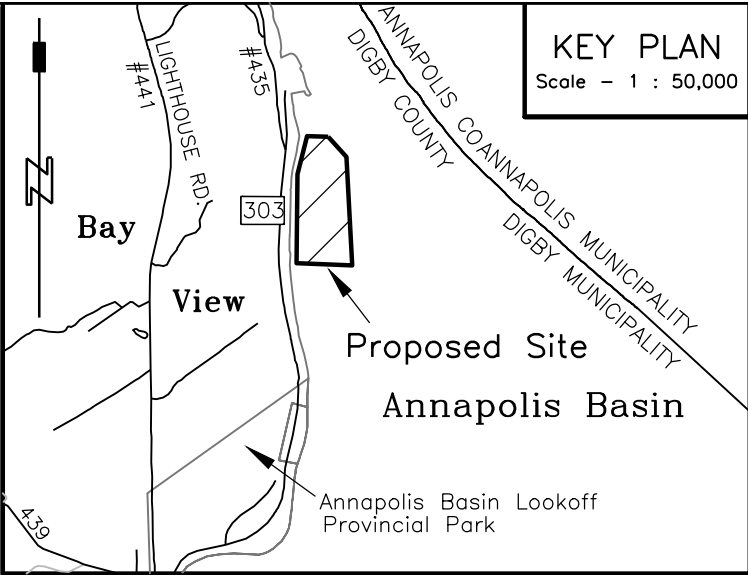 KEY PLAN
Scale - 1 : 50,000
ANNAPOLIS CO
DIGBY COUNTY
ANNAPOLIS MUNICIPALITY
DIGBY MUNICIPALITY
#441
LIGHTHOUSE RD.
#435
N
303
Bay
View
Proposed Site
Annapolis Basin
Annapolis Basin Lookoff
Provincial Park
439